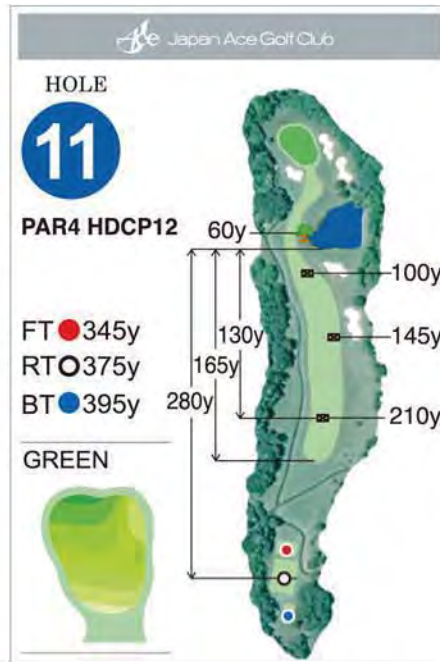 Ace Japan Ace Golf Club
HOLE
11
PAR4 HDCP12
FT 345y
RT 375y
BT 395y
GREEN
60y
100y
130y
145y
165y
280y
210y